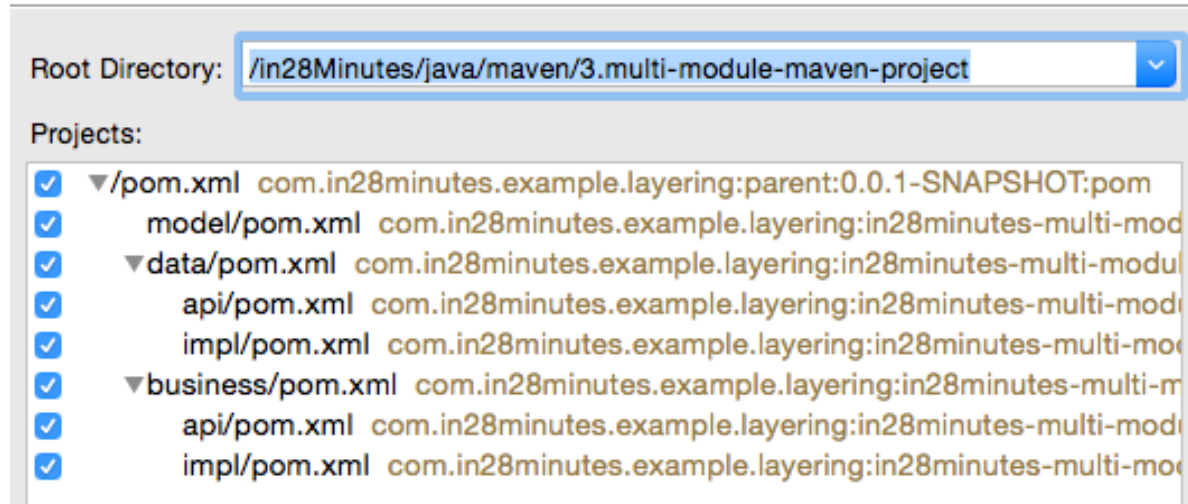 Root Directory: /in28Minutes/java/maven/3.multi-module-maven-project
Projects:
/pom.xml com.in28minutes.example.layering:parent:0.0.1-SNAPSHOT:pom
model/pom.xml com.in28minutes.example.layering:in28minutes-multi-mod
data/pom.xml com.in28minutes.example.layering:in28minutes-multi-modul
api/pom.xml com.in28minutes.example.layering:in28minutes-multi-mod
impl/pom.xml com.in28minutes.example.layering:in28minutes-multi-mo
business/pom.xml com.in28minutes.example.layering:in28minutes-multi-m
api/pom.xml com.in28minutes.example.layering:in28minutes-multi-mod
impl/pom.xml com.in28minutes.example.layering:in28minutes-multi-mo